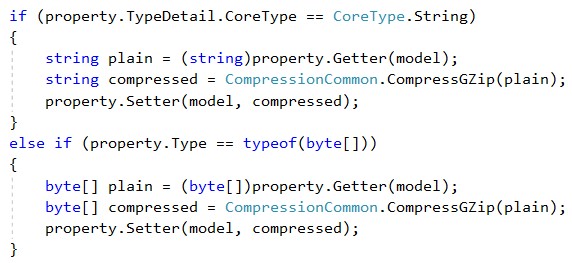 if (property.TypeDetail.CoreType == CoreType.String)
{
    string plain = (string)property.Getter(model);
    string compressed = CompressionCommon.CompressGZip(plain);
    property.Setter(model, compressed);
}
else if (property.Type == typeof(byte[]))
{
    byte[] plain = (byte[])property.Getter(model);
    byte[] compressed = CompressionCommon.CompressGZip(plain);
    property.Setter(model, compressed);
}